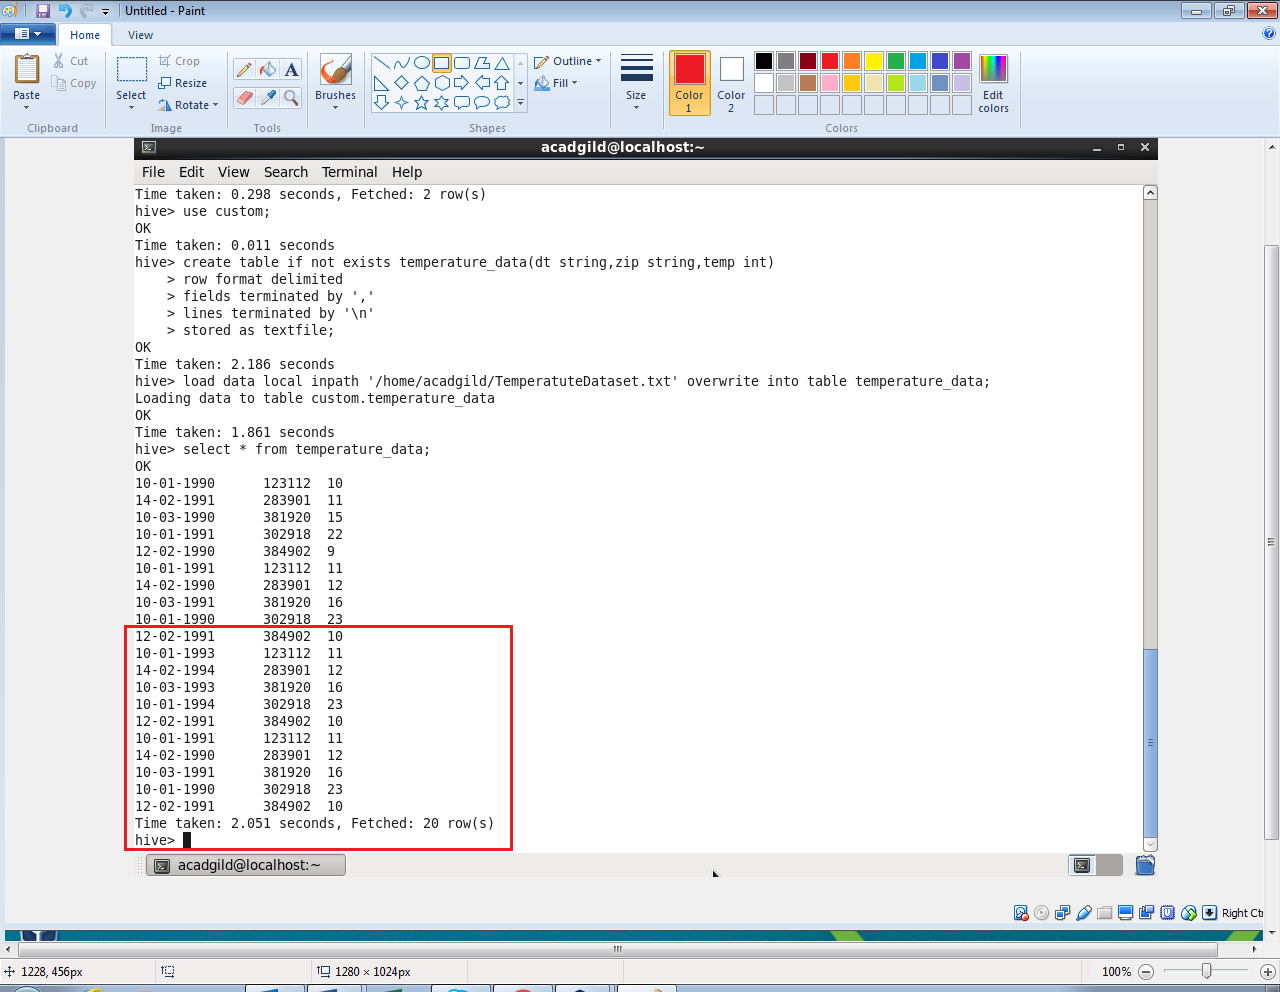 Untitled - Paint
Home View
Paste
Cut
Copy
Clipboard
Select
Crop
Resize
Rotate
Image
A
Tools
Brushes
Outline
Fill
Shapes
Size
Color 1
Color 2
Edit colors
Colors
acadgild@localhost:~
File Edit View Search Terminal Help
Time taken: 0.298 seconds, Fetched: 2 row(s)
hive> use custom;
OK
Time taken: 0.011 seconds
hive> create table if not exists temperature_data(dt string,zip string,temp int)
> row format delimited
> fields terminated by ','
> lines terminated by '\n'
> stored as textfile;
OK
Time taken: 2.186 seconds
hive> load data local inpath '/home/acadgild/TemperatuteDataset.txt' overwrite into table temperature_data;
Loading data to table custom.temperature_data
OK
Time taken: 1.861 seconds
hive> select * from temperature_data;
OK
10-01-1990 123112 10
14-02-1991 283901 11
10-03-1990 381920 15
10-01-1991 302918 22
12-02-1990 384902 9
10-01-1991 123112 11
14-02-1990 283901 12
10-03-1991 381920 16
10-01-1990 302918 23
12-02-1991 384902 10
10-01-1993 123112 11
14-02-1994 283901 12
10-03-1993 381920 16
10-01-1994 302918 23
12-02-1991 384902 10
10-01-1991 123112 11
14-02-1990 283901 12
10-03-1991 381920 16
10-01-1990 302918 23
12-02-1991 384902 10
Time taken: 2.051 seconds, Fetched: 20 row(s)
hive>
acadgild@localhost:~
Right Ct
1228, 456px
1280 × 1024px
100%